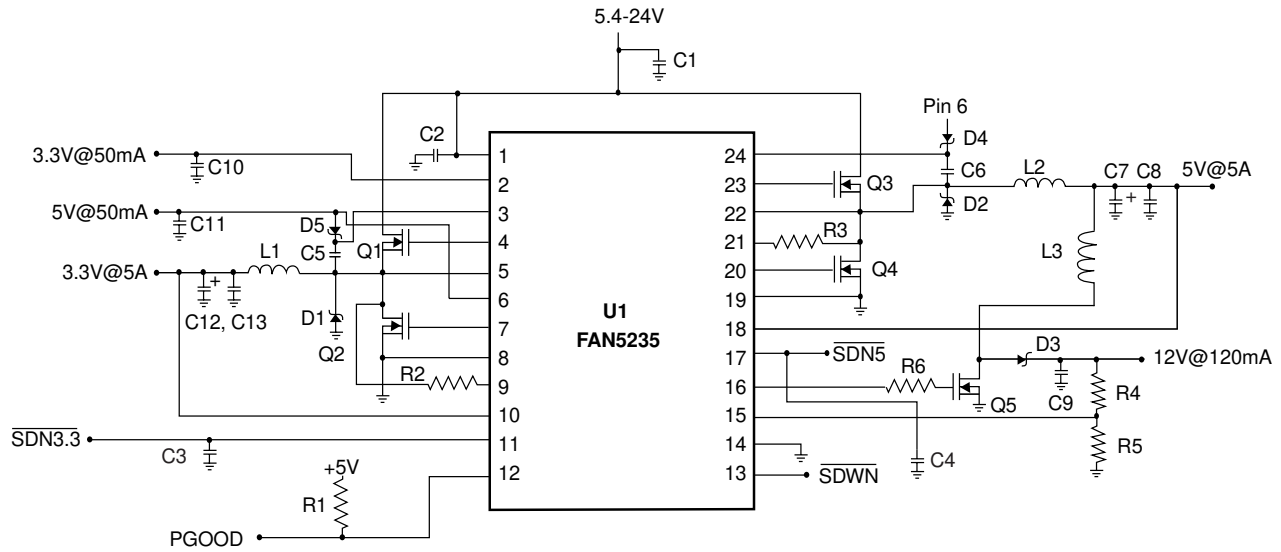 5.4-24V
C1
Pin 6
D4
C2
3.3V@50mA
C10
1
24
C6
L2
C7
C8
5V@5A
2
23
Q3
D2
5V@50mA
C11
D5
3
22
R3
L3
C5
Q1
4
21
L1
3.3V@5A
+
+
5
20
Q4
C12, C13
D1
6
U1
19
FAN5235
Q2
7
18
8
17
SDN5
D3
12V@120mA
R2
9
16
R6
Q5
C9
R4
10
15
SDN3.3
C3
11
14
R5
+5V
12
13
SDWN
C4
R1
PGOOD